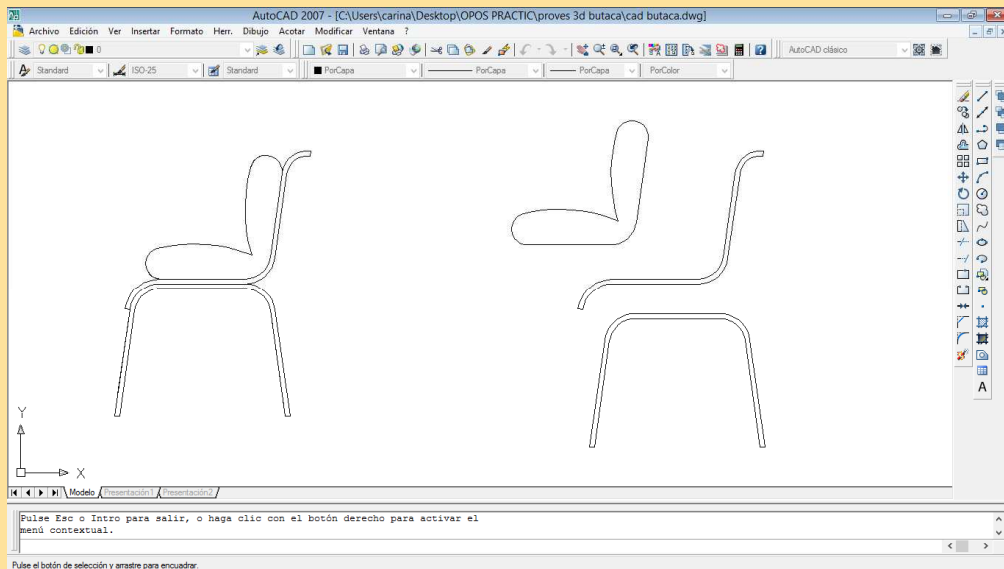 AutoCAD 2007 - [C:\Users\carina\Desktop\OPOS PRACTIC\proves 3d butaca\cad butaca.dwg]
Archivo Edición Ver Insertar Formato Herr. Dibujo Acotar Modificar Ventana ?
0 AutoCAD clásico
Standard ISO-25 Standard PorCapa PorCapa PorCapa PorColor
A
Y
X
Modelo Presentación1 Presentación2
Pulse Esc o Intro para salir, o haga clic con el botón derecho para activar el
menú contextual.
Pulse el botón de selección y arrastre para encuadrar.